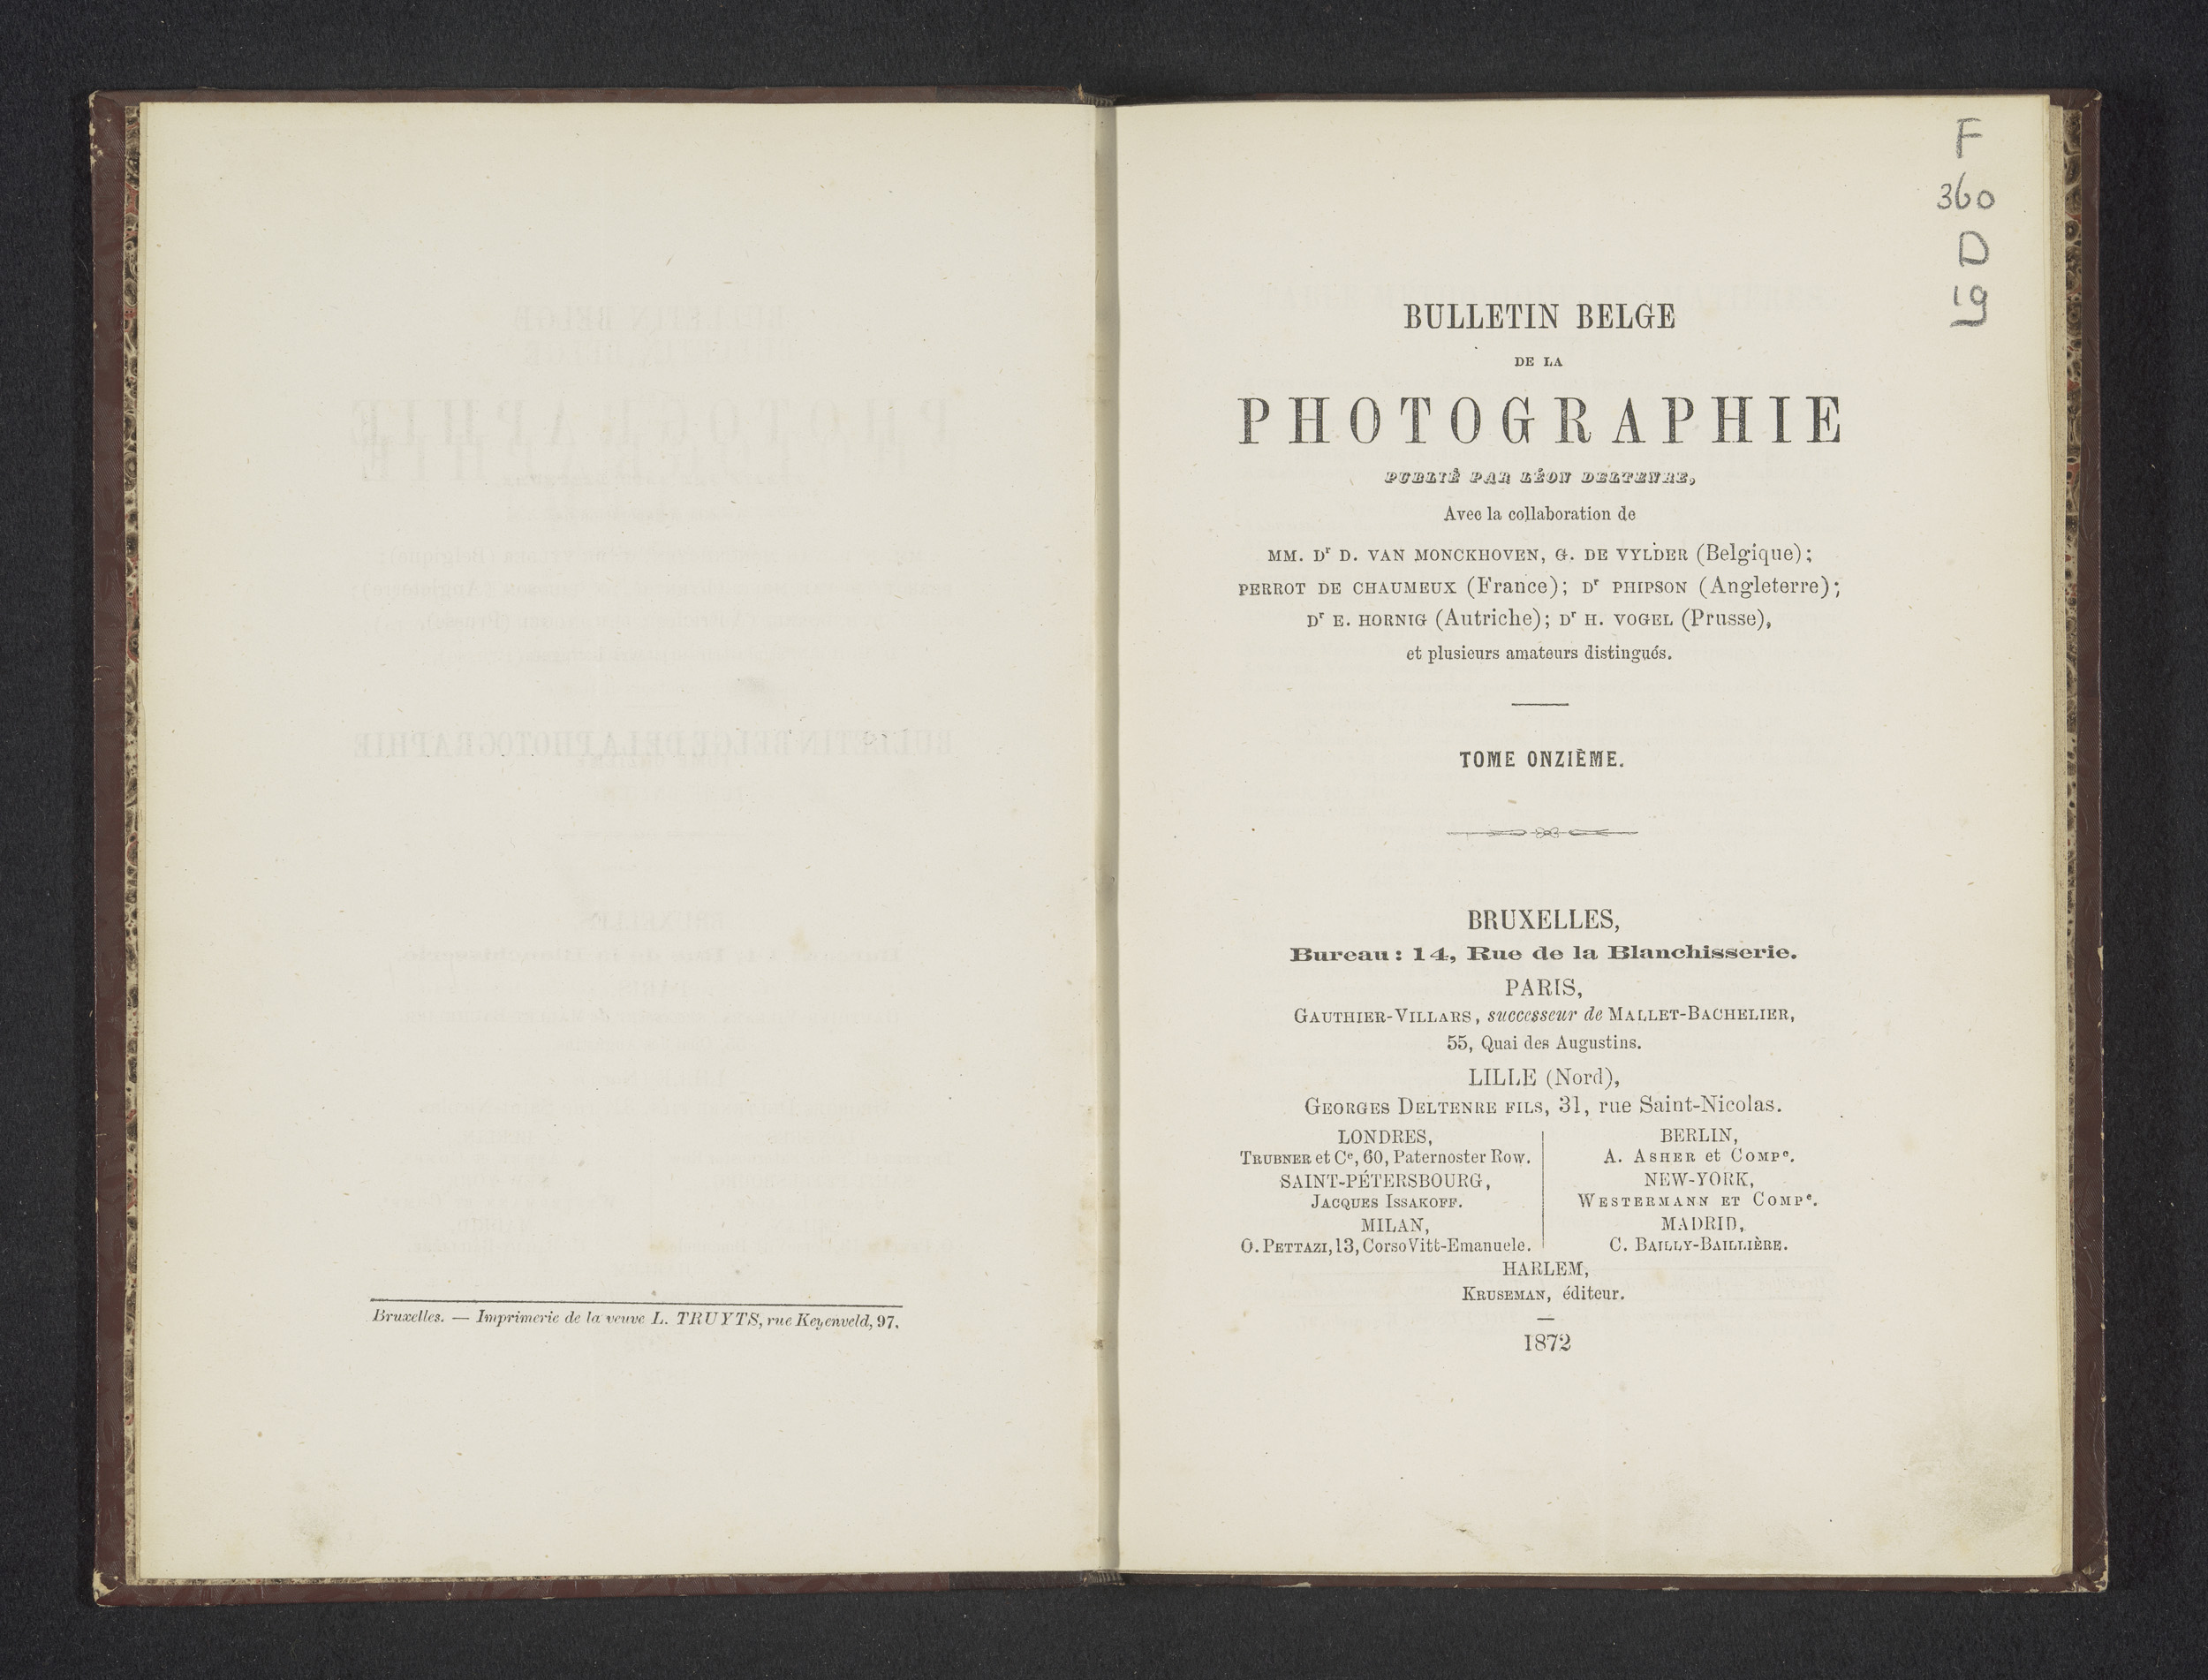 Bruxelles. — Imprimerie de la veuve L. TRUYTS, rue Keyenveld, 97.
F
360
D
19
BULLETIN BELGE
DE LA
PHOTOGRAPHIE
PUBLIÉ PAR LÉON DELTENRE,
Avec la collaboration de
MM. Dr D. VAN MONCKHOVEN, G. DE VYLDER (Belgique);
PERROT DE CHAUMEUX (France); Dr PHIPSON (Angleterre);
Dr E. HORNIG (Autriche); Dr H. VOGEL (Prusse),
et plusieurs amateurs distingués.
TOME ONZIÈME.
BRUXELLES,
Bureau : 14, Rue de la Blanchisserie.
PARIS,
GAUTHIER-VILLARS, successeur de MALLET-BACHELIER,
55, Quai des Augustins.
LILLE (Nord),
GEORGES DELTENRE FILS, 31, rue Saint-Nicolas.
LONDRES,
TRUBNER et Ce, 60, Paternoster Row.
SAINT-PÉTERSBOURG,
JACQUES ISSAKOFF.
MILAN,
O. PETTAZI, 13, Corso Vitt-Emanuele.
BERLIN,
A. ASHER et COMPe.
NEW-YORK,
WESTERMANN ET COMPe.
MADRID,
C. BAILLY-BAILLIÈRE.
HARLEM,
KRUSEMAN, éditeur.
1872